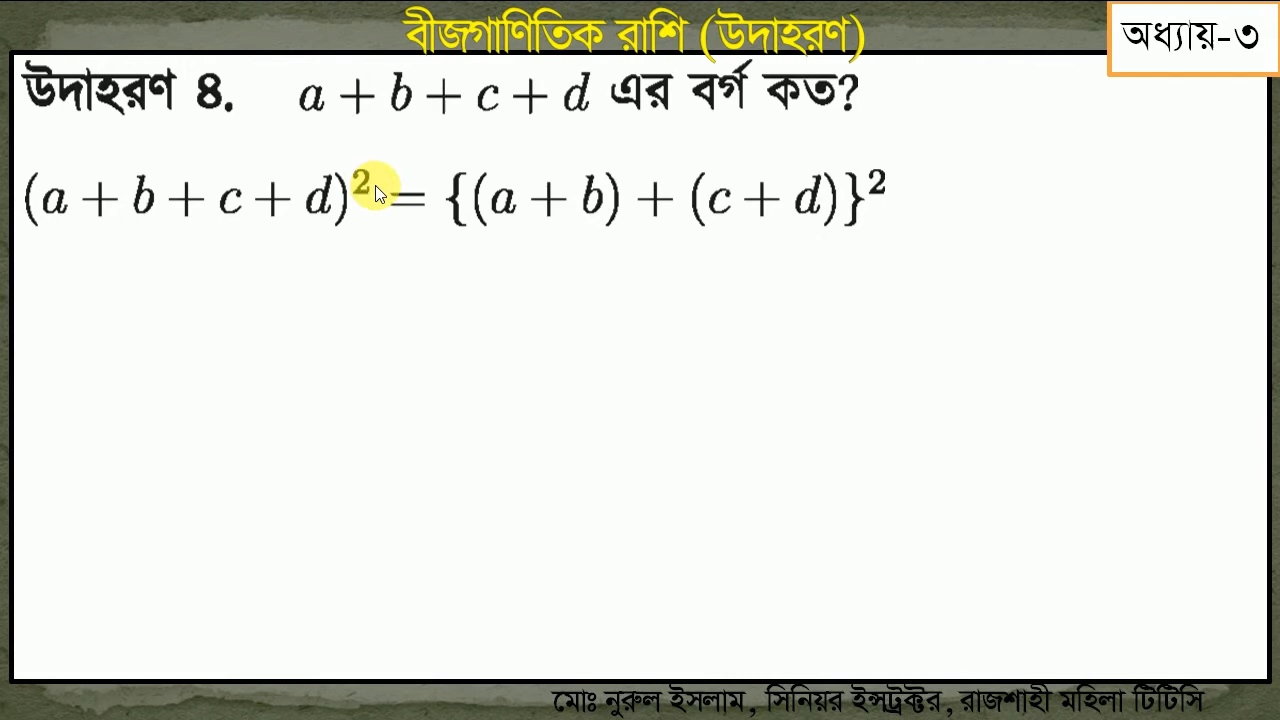 বীজগাণিতিক রাশি (উদাহরণ)
অধ্যায়-৩
উদাহরণ ৪. a + b + c + d এর বর্গ কত?
(a + b + c + d)² = {(a + b) + (c + d)}²
মোঃ নুরুল ইসলাম, সিনিয়র ইন্সট্রক্টর, রাজশাহী মহিলা টিটিসি